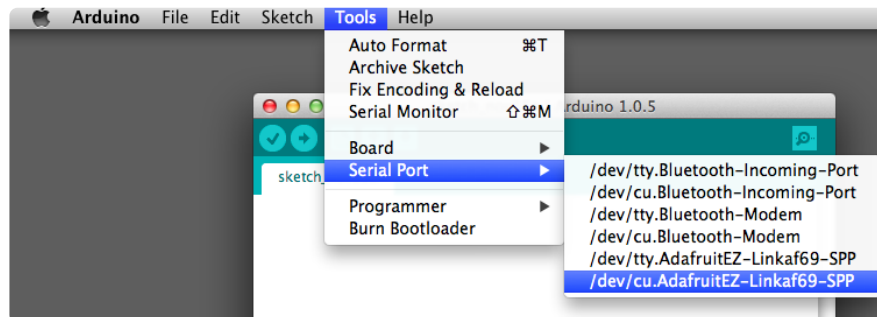 Arduino File Edit Sketch Tools Help
Auto Format ⌘T
Archive Sketch
Fix Encoding & Reload
Serial Monitor ⇧⌘M
rduino 1.0.5
Board
sketch_
Serial Port
Programmer
Burn Bootloader
/dev/tty.Bluetooth-Incoming-Port
/dev/cu.Bluetooth-Incoming-Port
/dev/tty.Bluetooth-Modem
/dev/cu.Bluetooth-Modem
/dev/tty.AdafruitEZ-Linkaf69-SPP
/dev/cu.AdafruitEZ-Linkaf69-SPP